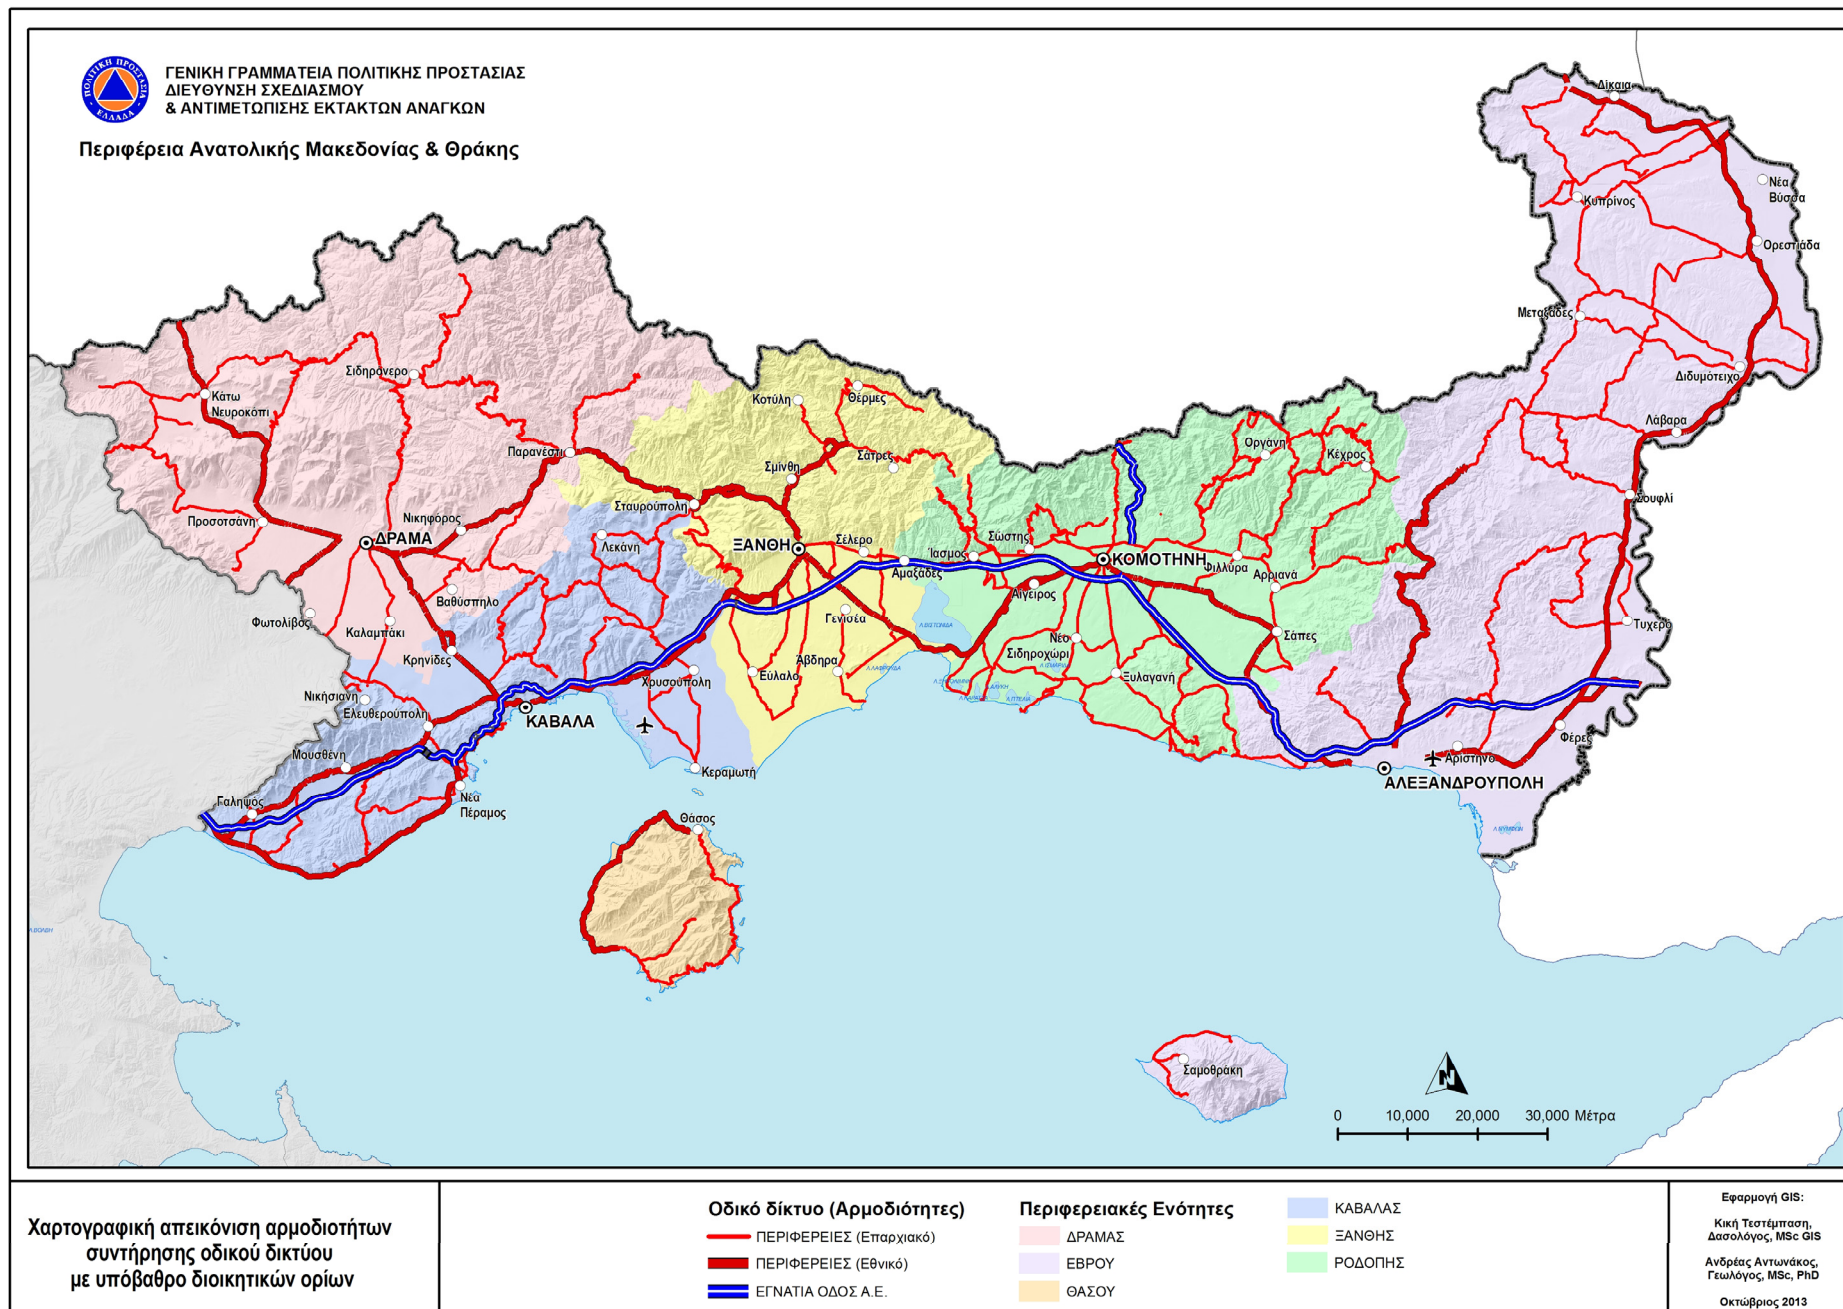 ΠΟΛΙΤΙΚΗ ΠΡΟΣΤΑΣΙΑ
ΕΛΛΑΔΑ
ΓΕΝΙΚΗ ΓΡΑΜΜΑΤΕΙΑ ΠΟΛΙΤΙΚΗΣ ΠΡΟΣΤΑΣΙΑΣ
ΔΙΕΥΘΥΝΣΗ ΣΧΕΔΙΑΣΜΟΥ
& ΑΝΤΙΜΕΤΩΠΙΣΗΣ ΕΚΤΑΚΤΩΝ ΑΝΑΓΚΩΝ
Περιφέρεια Ανατολικής Μακεδονίας & Θράκης
Δίκαια
Νέα
Βύσσα
Κυπρίνος
Ορεστιάδα
Μεταξάδες
Διδυμότειχο
Λάβαρα
Σουφλί
Τυχερό
Φέρες
Αρίστηνο
ΑΛΕΞΑΝΔΡΟΥΠΟΛΗ
Σιδηρόνερο
Κάτω
Νευροκόπι
Παρανέστι
Προσοτσάνη
ΔΡΑΜΑ
Νικηφόρος
Βαθύσπηλο
Φωτολίβος
Καλαμπάκι
Κρηνίδες
Νικήσιανη
Ελευθερούπολη
Μουσθένη
Γαληψός
Νέα
Πέραμος
ΚΑΒΑΛΑ
Λεκάνη
Χρυσούπολη
Κεραμωτή
Θάσος
Κοτύλη
Θέρμες
Σμίνθη
Σάτρες
Σταυρούπολη
ΞΑΝΘΗ
Σέλερο
Αμαξάδες
Γενισέα
Εύλαλο
Άβδηρα
Ίασμος
Σώστης
ΚΟΜΟΤΗΝΗ
Αίγειρος
Νέο
Σιδηροχώρι
Ξυλαγανή
Οργάνη
Κέχρος
Φιλλύρα
Αρριανά
Σάπες
Σαμοθράκη
Λ.ΒΙΣΤΟΝΙΔΑ
Λ.ΒΟΛΒΗ
N
0 10,000 20,000 30,000 Μέτρα
Χαρτογραφική απεικόνιση αρμοδιοτήτων
συντήρησης οδικού δικτύου
με υπόβαθρο διοικητικών ορίων
Οδικό δίκτυο (Αρμοδιότητες)
ΠΕΡΙΦΕΡΕΙΕΣ (Επαρχιακό)
ΠΕΡΙΦΕΡΕΙΕΣ (Εθνικό)
ΕΓΝΑΤΙΑ ΟΔΟΣ Α.Ε.
Περιφερειακές Ενότητες
ΔΡΑΜΑΣ
ΕΒΡΟΥ
ΘΑΣΟΥ
ΚΑΒΑΛΑΣ
ΞΑΝΘΗΣ
ΡΟΔΟΠΗΣ
Εφαρμογή GIS:
Κική Τεστέμπαση,
Δασολόγος, MSc GIS
Ανδρέας Αντωνάκος,
Γεωλόγος, MSc, PhD
Οκτώβριος 2013